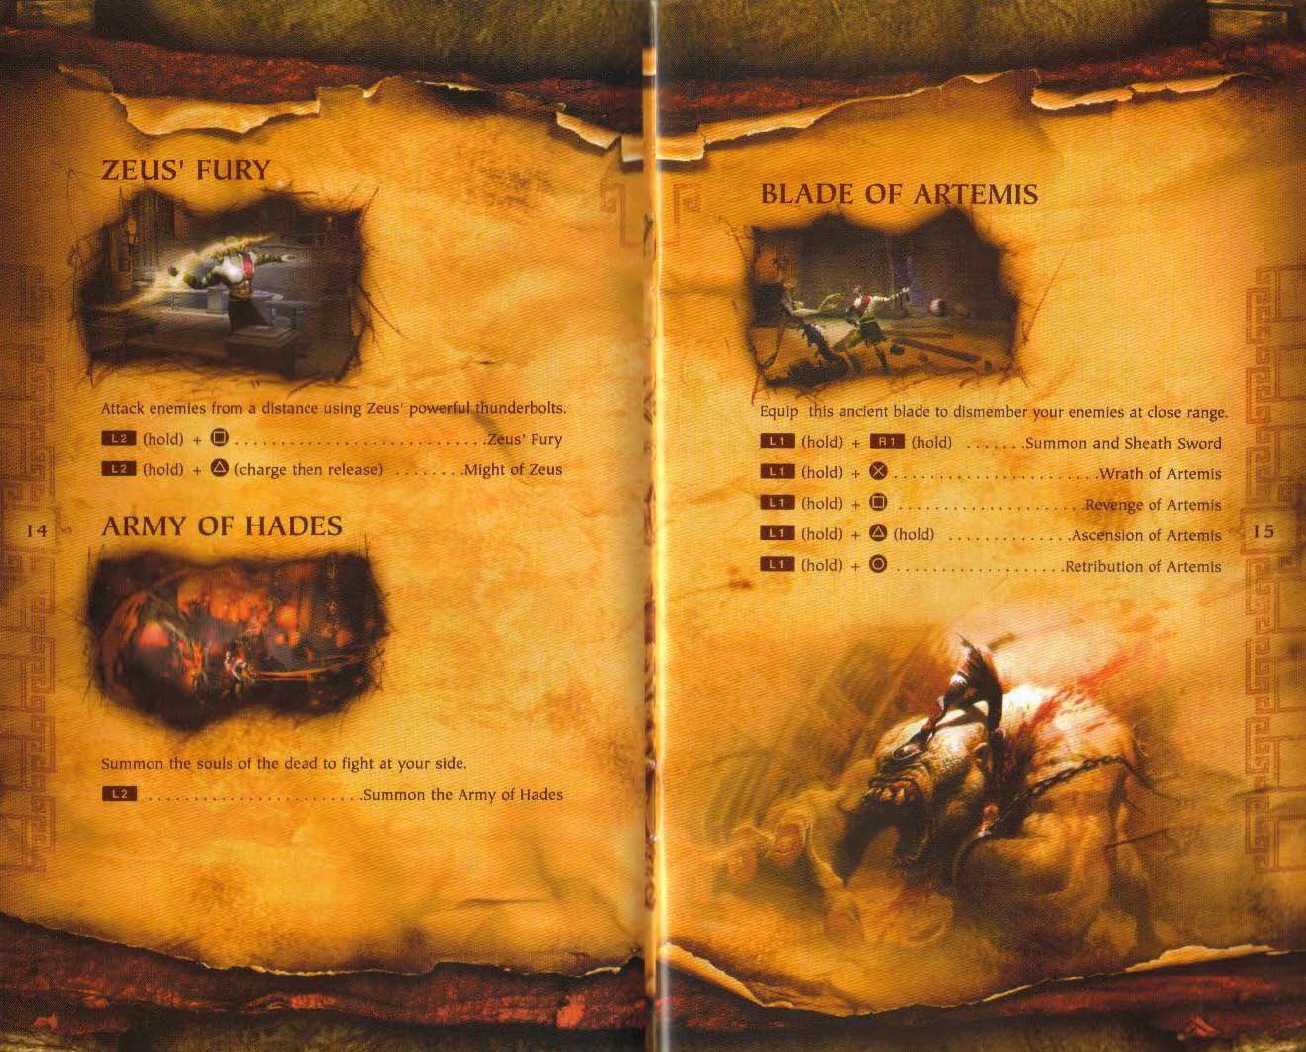 ZEUS' FURY
Attack enemies from a distance using Zeus' powerful thunderbolts.
L2 (hold) + □ ............................Zeus' Fury
L2 (hold) + △ (charge then release) ........Might of Zeus
14
ARMY OF HADES
Summon the souls of the dead to fight at your side.
L2 ........................Summon the Army of Hades
BLADE OF ARTEMIS
Equip this ancient blade to dismember your enemies at close range.
L1 (hold) + R1 (hold) .......Summon and Sheath Sword
L1 (hold) + ⊗ .......................Wrath of Artemis
L1 (hold) + □ .................... Revenge of Artemis
L1 (hold) + △ (hold) .............Ascension of Artemis
L1 (hold) + ○ ...................Retribution of Artemis
15